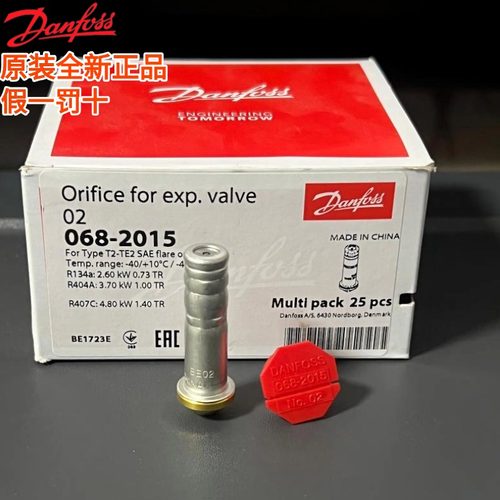 Danfoss
原装全新正品
假一罚十
Danfoss
ENGINEERING
TOMORROW
Orifice for exp. valve
02
068-2015
For Type T2-TE2 SAE flare
Temp. range: -40/+10°C /
R134a: 2.60 kW 0.73 TR
R404A: 3.70 kW 1.00 TR
R407C: 4.80 kW 1.40 TR
BE1723E
EAC
Danfoss
MADE IN CHINA
Multi pack 25 pcs
Danfoss A/S, 6430 Nordborg, Denmark
BE02
DANFOSS
068-2015
No. 02